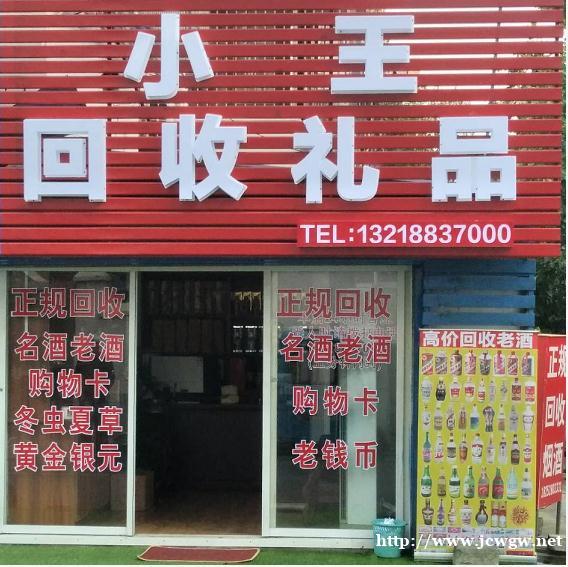 小王
回收礼品
TEL:13218837000
正规回收
名酒老酒
购物卡
冬虫夏草
黄金银元
正规回收
名酒老酒
购物卡
老钱币
高价回收老酒
正规回收烟酒
http://www.jcwgw.net